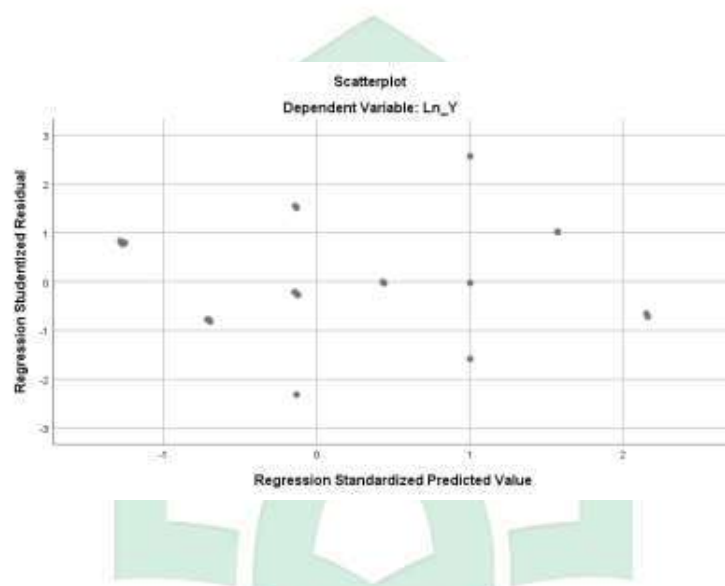 Scatterplot
Dependent Variable: Ln_Y
Regression Studentized Residual
3
2
1
0
-1
-2
-3
-1
0
1
2
Regression Standardized Predicted Value